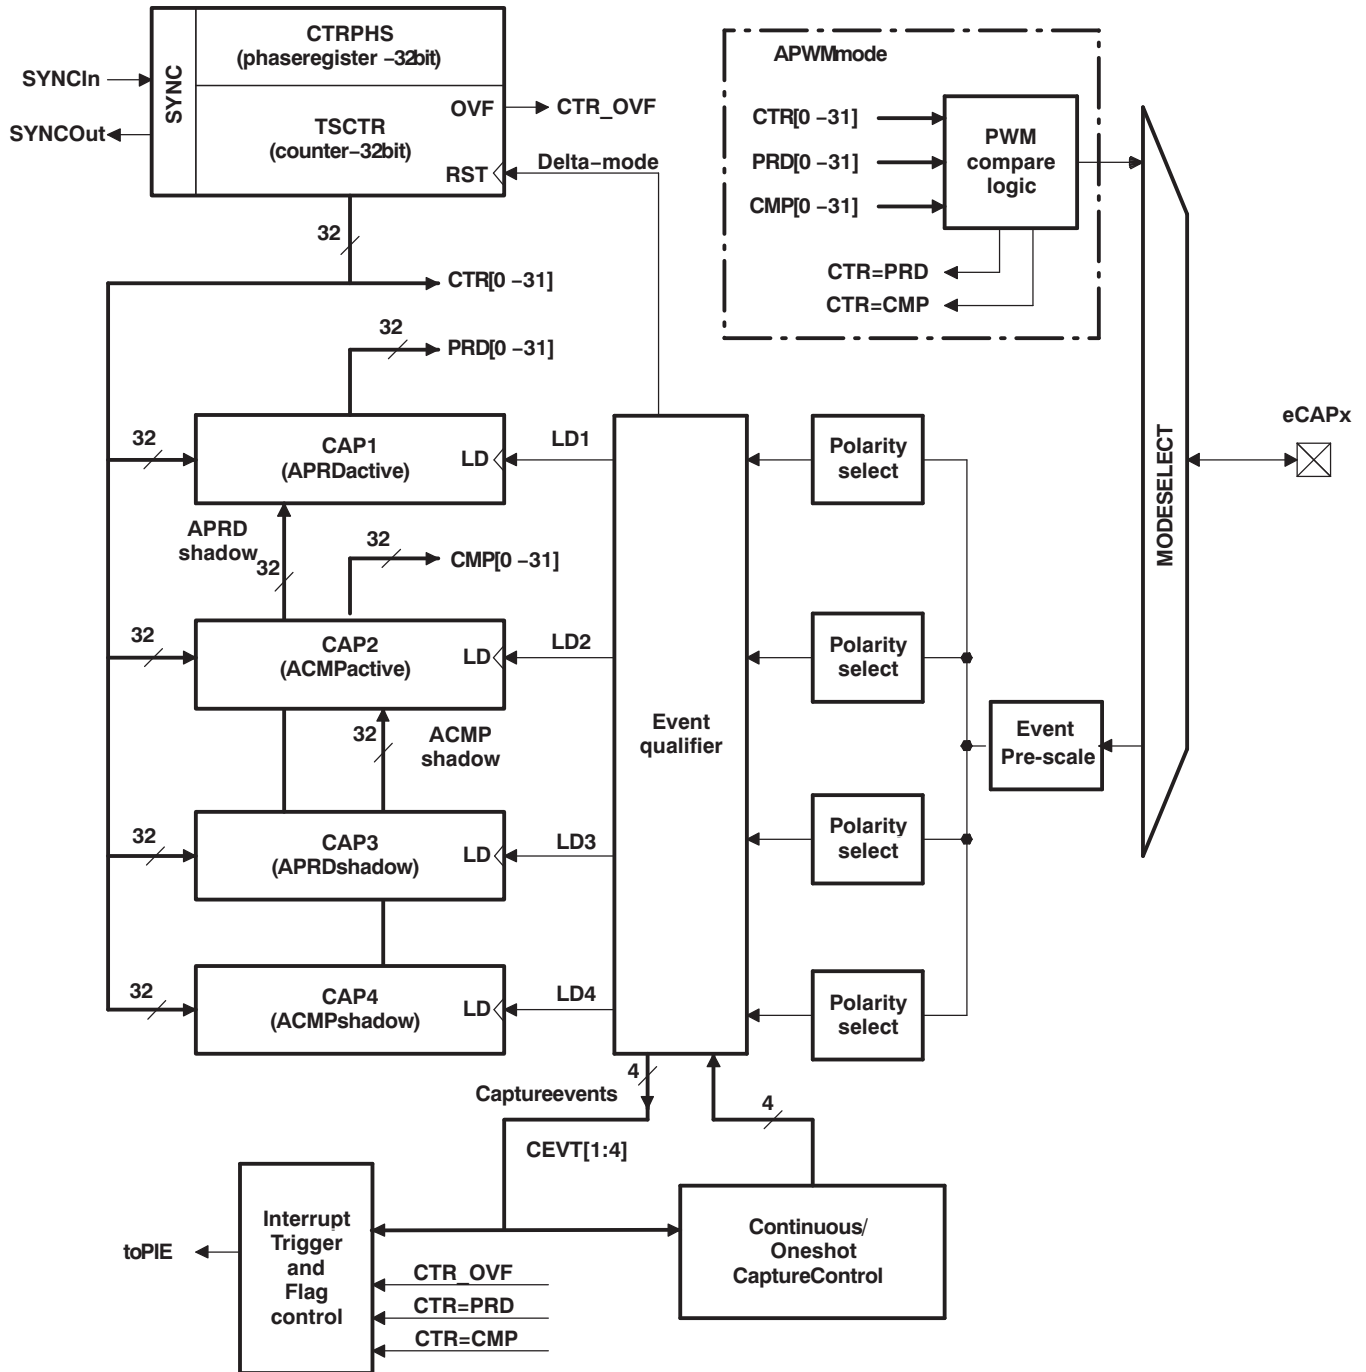 CTRPHS
(phaseregister −32bit)
APWMmode
SYNCIn
SYNC
OVF
CTR_OVF
SYNCOut
TSCTR
(counter−32bit)
RST
Delta−mode
CTR[0 −31]
PRD[0 −31]
CMP[0 −31]
PWM
compare
logic
CTR=PRD
CTR=CMP
32
CTR[0 −31]
32
PRD[0 −31]
eCAPx
MODESELECT
32
CAP1
(APRDactive)
LD
LD1
Polarity
select
APRD
shadow
32
32
CMP[0 −31]
32
CAP2
(ACMPactive)
LD
LD2
Polarity
select
32
ACMP
shadow
Event
qualifier
Event
Pre-scale
32
CAP3
(APRDshadow)
LD
LD3
Polarity
select
32
CAP4
(ACMPshadow)
LD
LD4
Polarity
select
4
Captureevents
4
CEVT[1:4]
Interrupt
Trigger
and
Flag
control
toPIE
CTR_OVF
CTR=PRD
CTR=CMP
Continuous/
Oneshot
CaptureControl